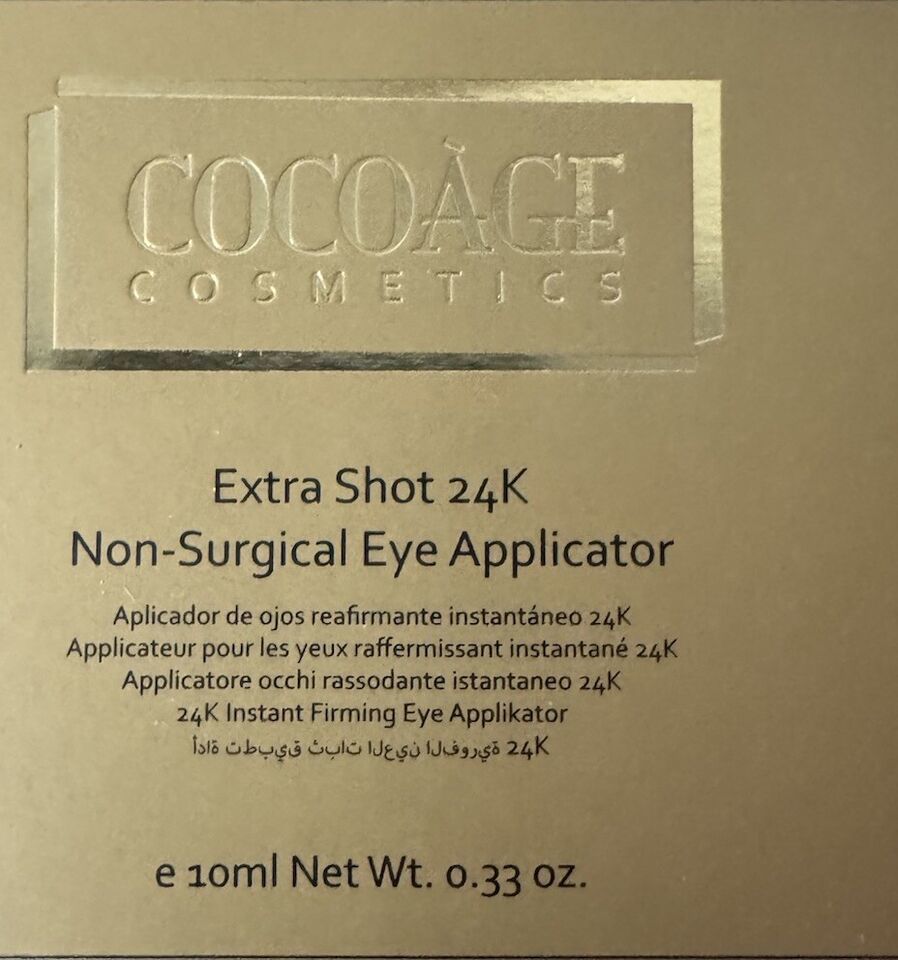 COCOÀGE
COSMETICS
Extra Shot 24K
Non-Surgical Eye Applicator
Aplicador de ojos reafirmante instantáneo 24K
Applicateur pour les yeux raffermissant instantané 24K
Applicatore occhi rassodante istantaneo 24K
24K Instant Firming Eye Applikator
أداة تطبيق ثبات العين الفورية 24K
e 10ml Net Wt. 0.33 oz.